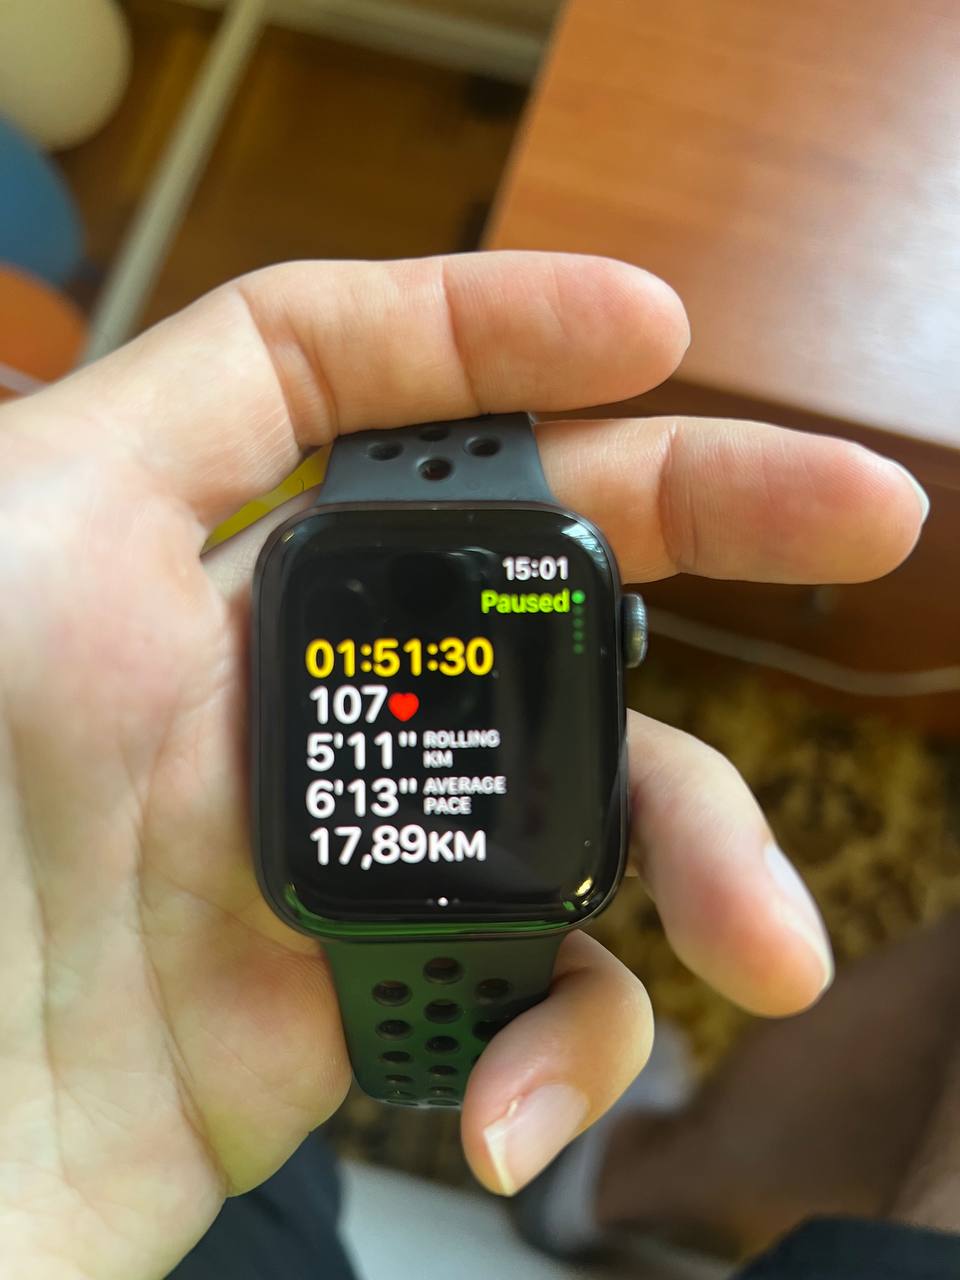 15:01
Paused
01:51:30
107
5'11" ROLLING KM
6'13" AVERAGE PACE
17,89KM